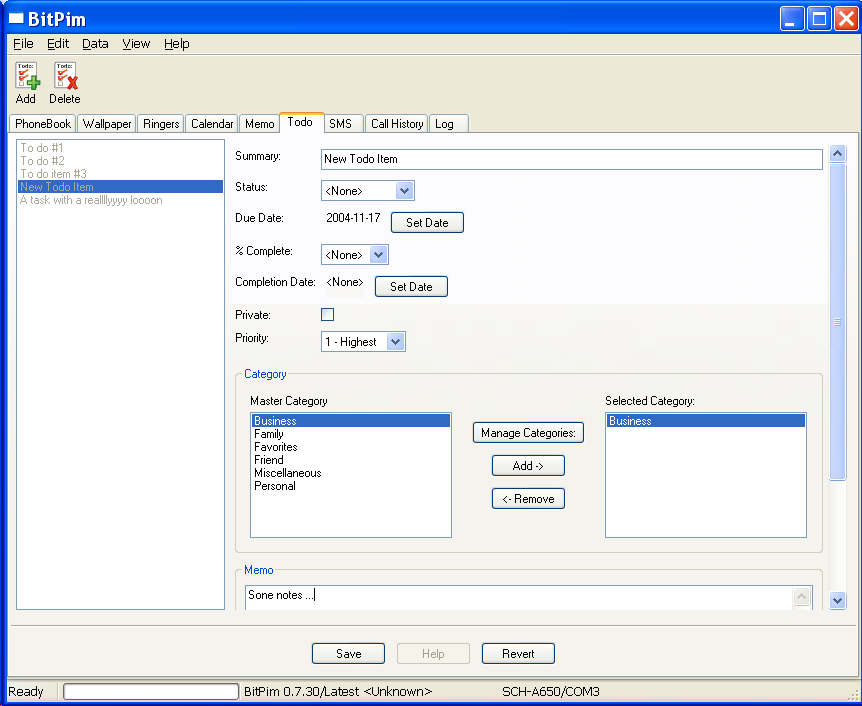 BitPim
File Edit Data View Help
Todo: Todo:
Add Delete
PhoneBook Wallpaper Ringers Calendar Memo Todo SMS Call History Log
To do #1
To do #2
To do item #3
New Todo Item
A task with a reallllyyyy loooon
Summary: New Todo Item
Status: <None>
Due Date: 2004-11-17 Set Date
% Complete: <None>
Completion Date: <None> Set Date
Private:
Priority: 1 - Highest
Category
Master Category Selected Category:
Business
Family
Favorites
Friend
Miscellaneous
Personal
Manage Categories:
Add ->
<- Remove
Business
Memo
Sone notes ...
Save Help Revert
Ready BitPim 0.7.30/Latest <Unknown> SCH-A650/COM3